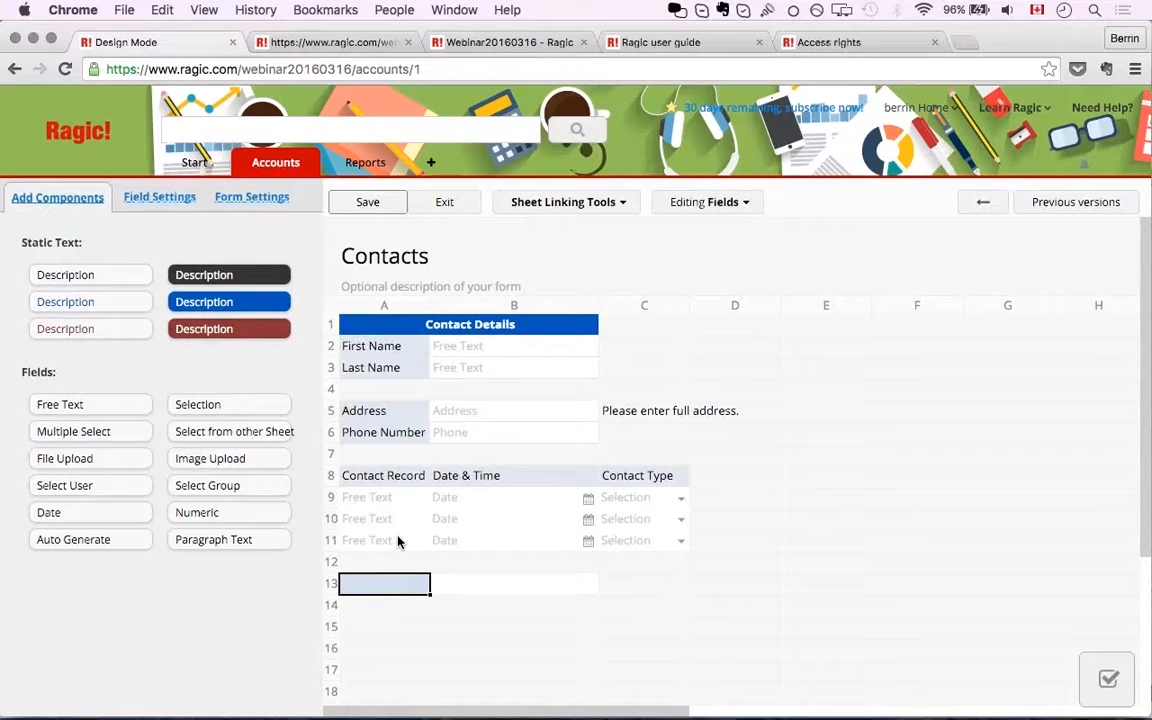 Chrome File Edit View History Bookmarks People Window Help 96%
Design Mode https://www.ragic.com/wei Webinar20160316 - Ragic Ragic user guide Access rights Berrin
https://www.ragic.com/webinar20160316/accounts/1
30 days remaining, subscribe now! berrin Home Learn Ragic Need Help?
Ragic!
Start Accounts Reports +
Add Components Field Settings Form Settings Save Exit Sheet Linking Tools Editing Fields Previous versions
Static Text:
Description Description
Description Description
Description Description
Fields:
Free Text Selection
Multiple Select Select from other Sheet
File Upload Image Upload
Select User Select Group
Date Numeric
Auto Generate Paragraph Text
Contacts
Optional description of your form
A B C D E F G H
1 Contact Details
2 First Name Free Text
3 Last Name Free Text
4
5 Address Address Please enter full address.
6 Phone Number Phone
7
8 Contact Record Date & Time Contact Type
9 Free Text Date Selection
10 Free Text Date Selection
11 Free Text Date Selection
12
13
14
15
16
17
18